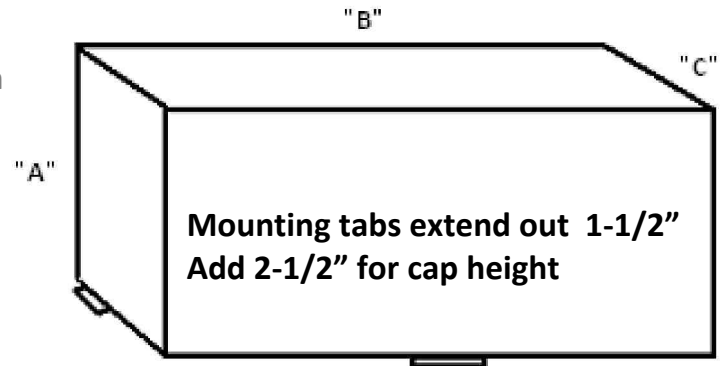 "B"
"C"
"A"
Mounting tabs extend out 1-1/2”
Add 2-1/2” for cap height